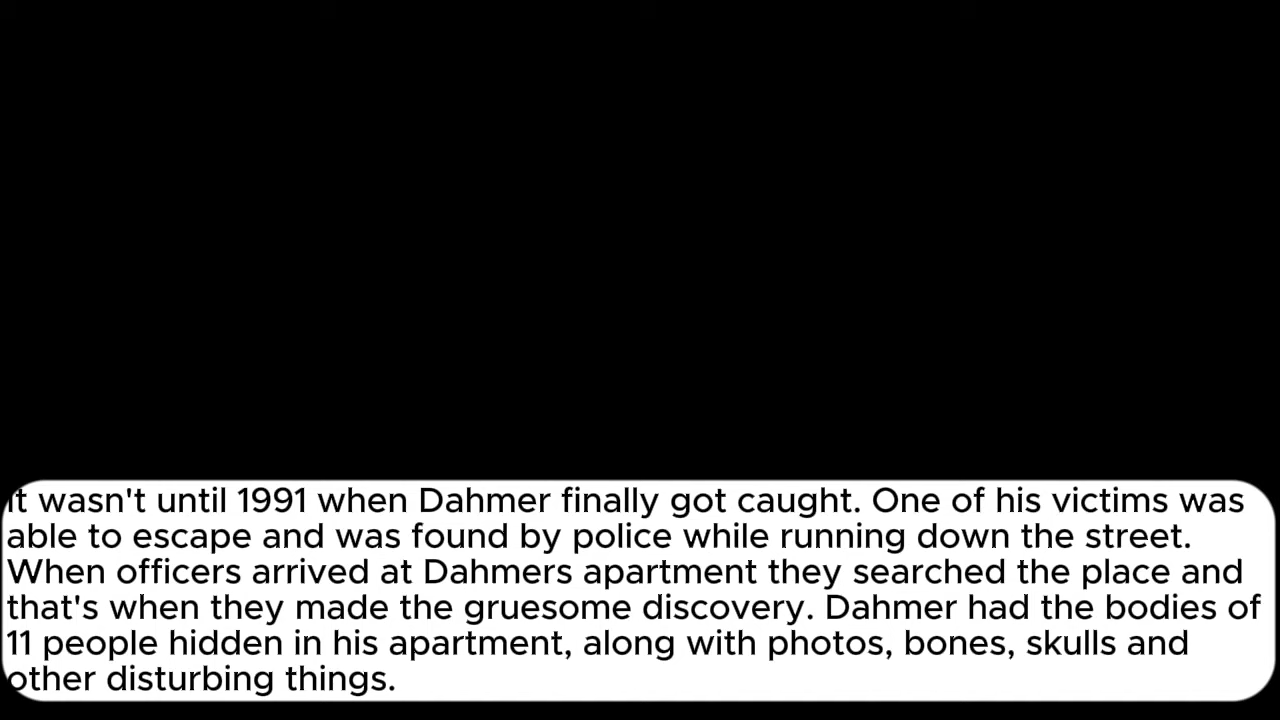 It wasn't until 1991 when Dahmer finally got caught. One of his victims was
able to escape and was found by police while running down the street.
When officers arrived at Dahmers apartment they searched the place and
that's when they made the gruesome discovery. Dahmer had the bodies of
11 people hidden in his apartment, along with photos, bones, skulls and
other disturbing things.